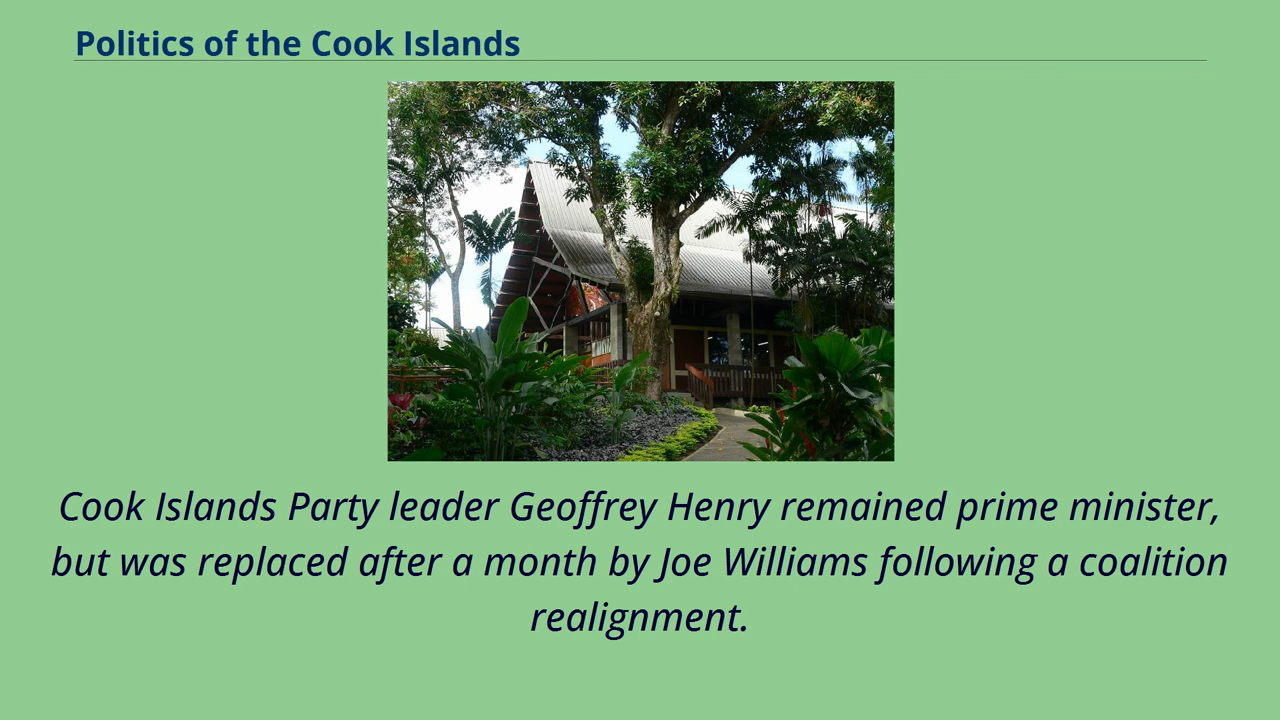 Politics of the Cook Islands
Cook Islands Party leader Geoffrey Henry remained prime minister,
but was replaced after a month by Joe Williams following a coalition
realignment.